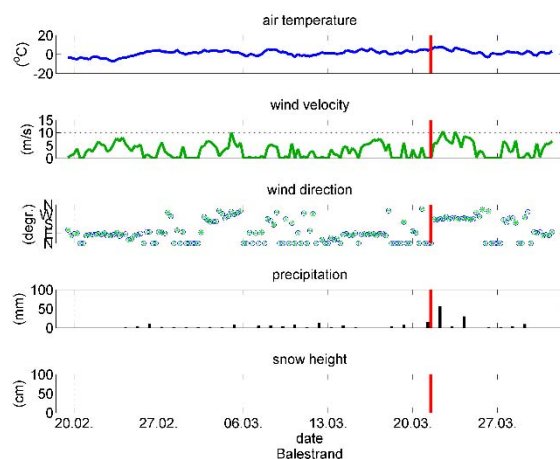 air temperature
20
0
-20
(°C)
wind velocity
15
10
5
0
(m/s)
wind direction
N
W
S
E
N
(degr.)
precipitation
100
50
0
(mm)
snow height
100
50
0
(cm)
20.02. 27.02. 06.03. 13.03. 20.03. 27.03.
date
Balestrand